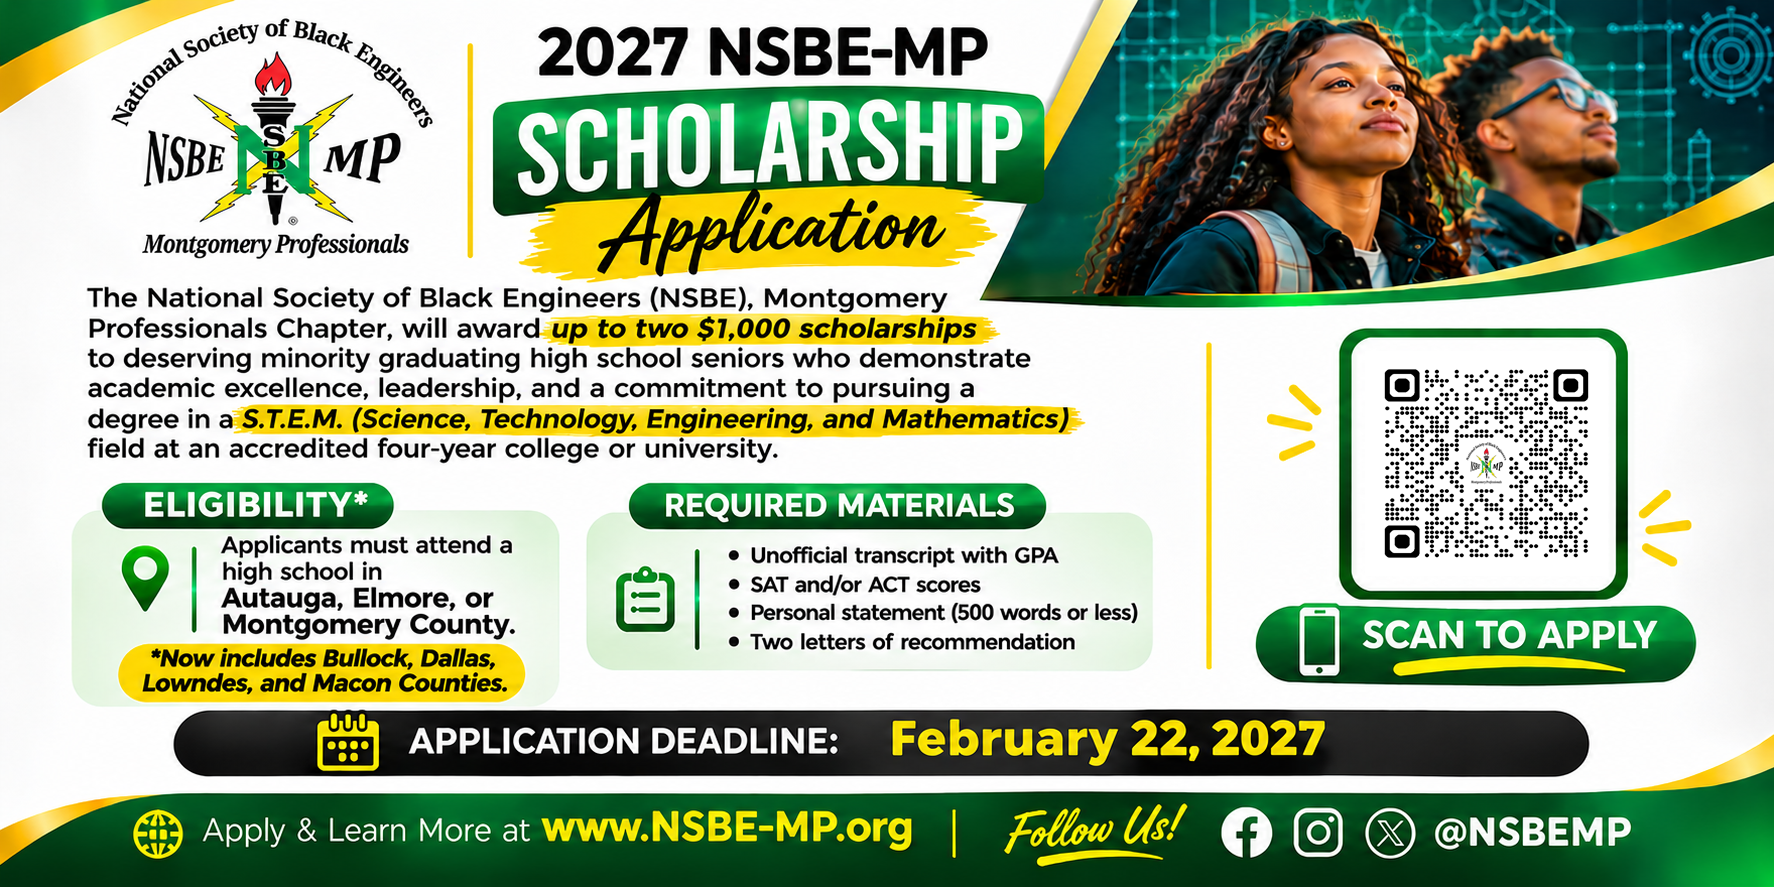 National Society of Black Engineers
NSBE
NSBE
MP
©
Montgomery Professionals
2027 NSBE-MP
SCHOLARSHIP
Application
The National Society of Black Engineers (NSBE), Montgomery
Professionals Chapter, will award up to two $1,000 scholarships
to deserving minority graduating high school seniors who demonstrate
academic excellence, leadership, and a commitment to pursuing a
degree in a S.T.E.M. (Science, Technology, Engineering, and Mathematics)
field at an accredited four-year college or university.
ELIGIBILITY*
Applicants must attend a
high school in
Autauga, Elmore, or
Montgomery County.
*Now includes Bullock, Dallas,
Lowndes, and Macon Counties.
REQUIRED MATERIALS
• Unofficial transcript with GPA
• SAT and/or ACT scores
• Personal statement (500 words or less)
• Two letters of recommendation
SCAN TO APPLY
APPLICATION DEADLINE: February 22, 2027
Apply & Learn More at www.NSBE-MP.org
Follow Us!
@NSBEMP